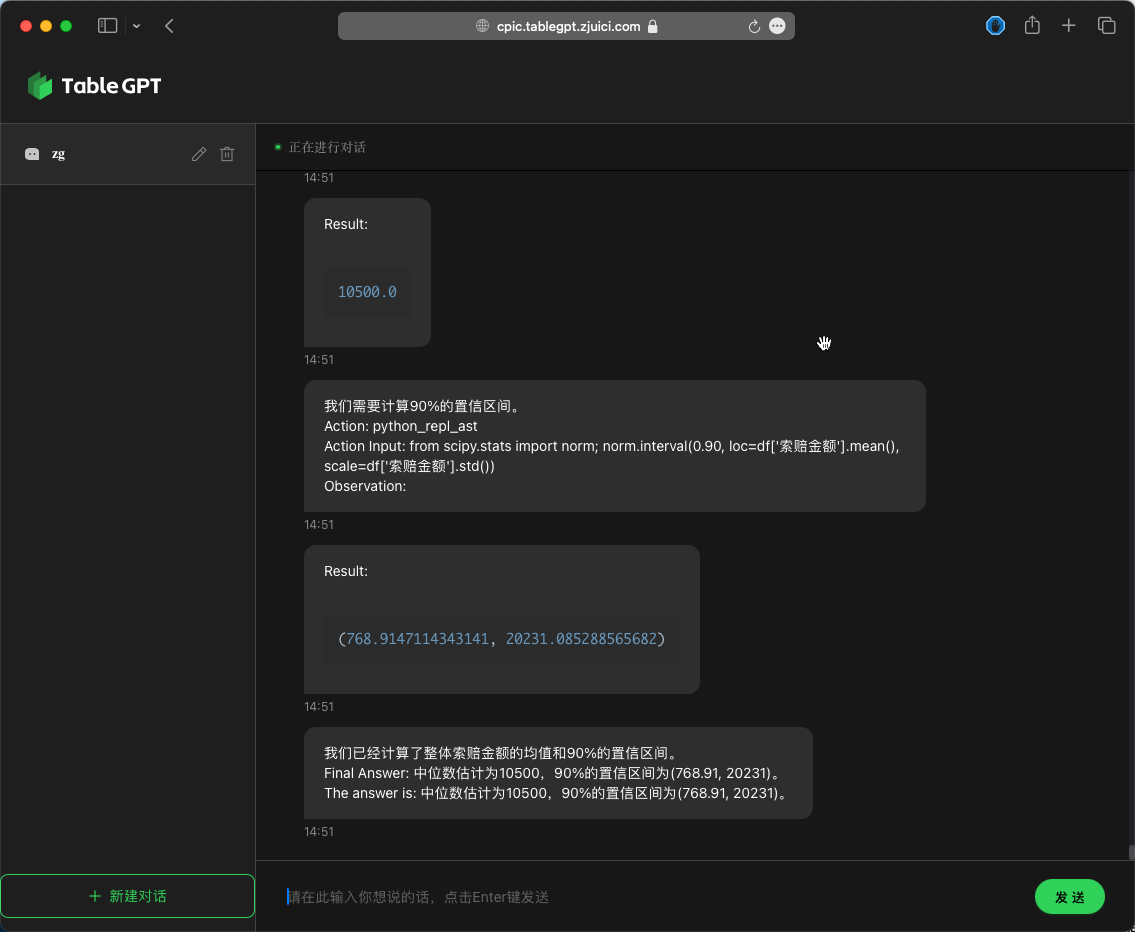 cpic.tablegpt.zjuici.com
TableGPT
zg
正在进行对话
14:51
Result:
10500.0
14:51
我们需要计算90%的置信区间。
Action: python_repl_ast
Action Input: from scipy.stats import norm; norm.interval(0.90, loc=df['索赔金额'].mean(),
scale=df['索赔金额'].std())
Observation:
14:51
Result:
(768.9147114343141, 20231.085288565682)
14:51
我们已经计算了整体索赔金额的均值和90%的置信区间。
Final Answer: 中位数估计为10500，90%的置信区间为(768.91, 20231)。
The answer is: 中位数估计为10500，90%的置信区间为(768.91, 20231)。
14:51
+ 新建对话
请在此输入你想说的话，点击Enter键发送
发 送